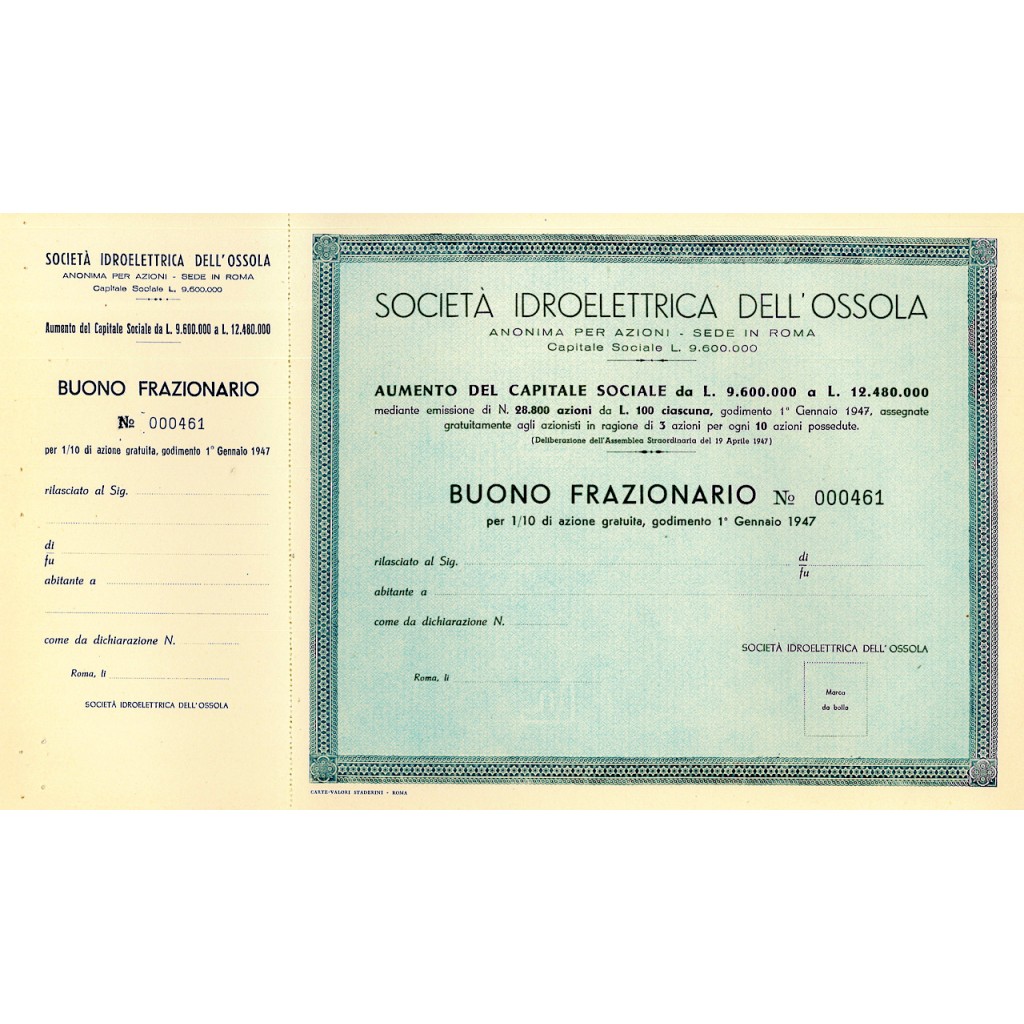 SOCIETÀ IDROELETTRICA DELL'OSSOLA
ANONIMA PER AZIONI - SEDE IN ROMA
Capitale Sociale L. 9.600.000
Aumento del Capitale Sociale da L. 9.600.000 a L. 12.480.000
BUONO FRAZIONARIO
Nº 000461
per 1/10 di azione gratuita, godimento 1° Gennaio 1947
rilasciato al Sig.
di
fu
abitante a
come da dichiarazione N.
Roma, li
SOCIETÀ IDROELETTRICA DELL'OSSOLA
SOCIETÀ IDROELETTRICA DELL'OSSOLA
ANONIMA PER AZIONI - SEDE IN ROMA
Capitale Sociale L. 9.600.000
AUMENTO DEL CAPITALE SOCIALE da L. 9.600.000 a L. 12.480.000
mediante emissione di N. 28.800 azioni da L. 100 ciascuna, godimento 1° Gennaio 1947, assegnate
gratuitamente agli azionisti in ragione di 3 azioni per ogni 10 azioni possedute.
(Deliberazione dell'Assemblea Straordinaria del 19 Aprile 1947)
BUONO FRAZIONARIO Nº 000461
per 1/10 di azione gratuita, godimento 1° Gennaio 1947
rilasciato al Sig. di
fu
abitante a
come da dichiarazione N.
SOCIETÀ IDROELETTRICA DELL'OSSOLA
Roma, li
Marca
da bollo
CARTE-VALORI STADERINI - ROMA